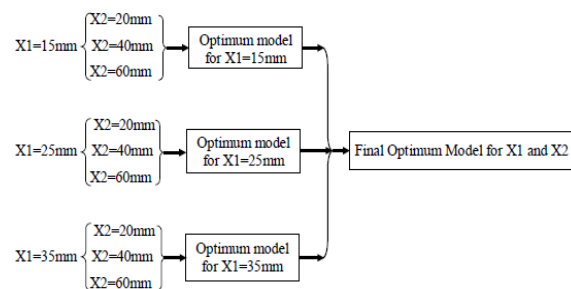 X2=20mm
X1=15mm
X2=40mm
X2=60mm
Optimum model
for X1=15mm
X2=20mm
X1=25mm
X2=40mm
X2=60mm
Optimum model
for X1=25mm
Final Optimum Model for X1 and X2
X2=20mm
X1=35mm
X2=40mm
X2=60mm
Optimum model
for X1=35mm